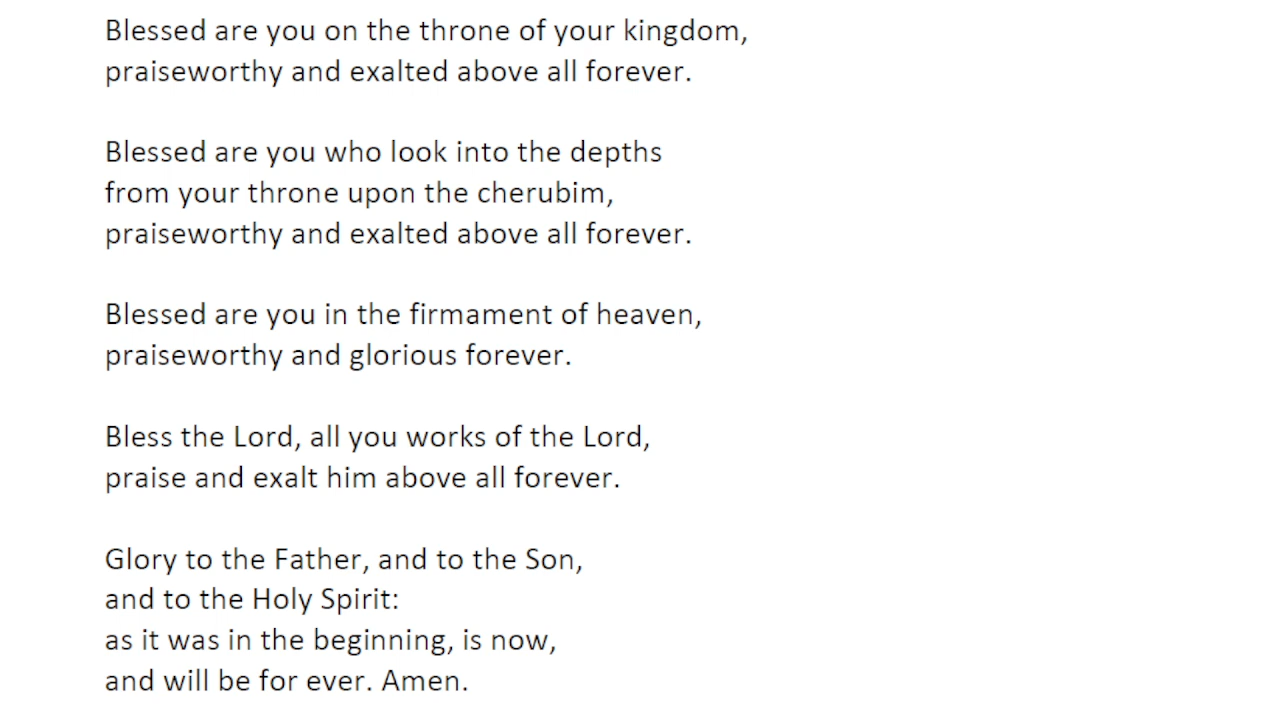 Blessed are you on the throne of your kingdom,
praiseworthy and exalted above all forever.
Blessed are you who look into the depths
from your throne upon the cherubim,
praiseworthy and exalted above all forever.
Blessed are you in the firmament of heaven,
praiseworthy and glorious forever.
Bless the Lord, all you works of the Lord,
praise and exalt him above all forever.
Glory to the Father, and to the Son,
and to the Holy Spirit:
as it was in the beginning, is now,
and will be for ever. Amen.